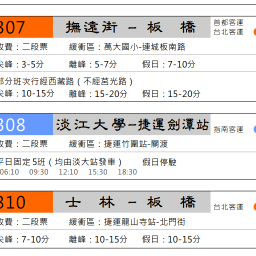 307 撫遠街－板橋 首都客運
台北客運
收費：二段票 緩衝區：萬大國小-連城板南路
尖峰：3-5分 離峰：5-7分 假日：7-10分
部分班次行經西藏路（不經莒光路）
尖峰：10-15分 離峰：15-20分 假日：15-20分
308 淡江大學－捷運劍潭站 指南客運
收費：二段票 緩衝區：捷運竹圍站-關渡
平日固定5班（均由淡大站發車） 假日停駛
06:10 09:30 12:10 15:30 18:30
310 士林－板橋 台北客運
收費：二段票 緩衝區：捷運龍山寺站-北門街
尖峰：7-10分 離峰：10-15分 假日：10-15分